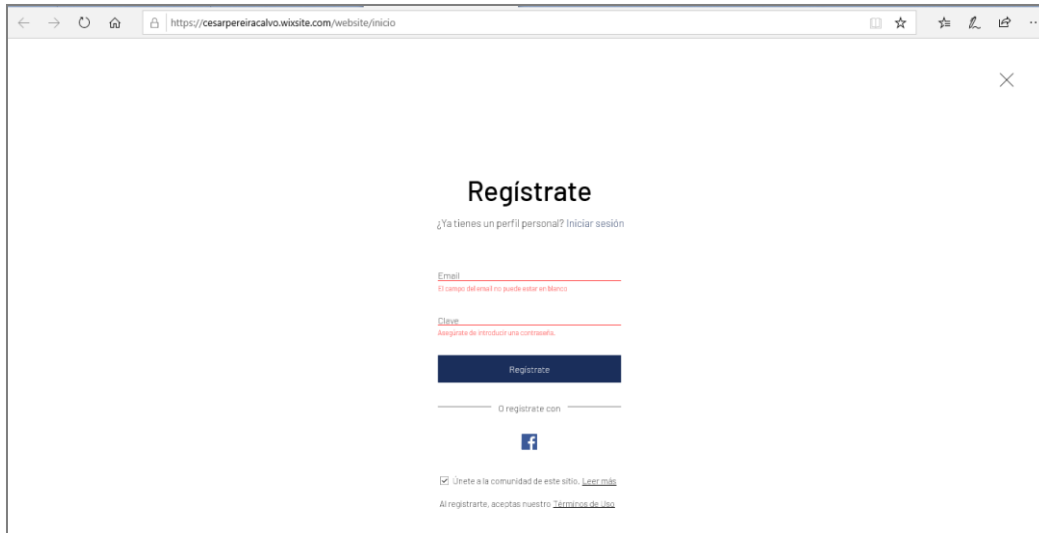 https://cesarpereiracalvo.wixsite.com/website/inicio
Regístrate
¿Ya tienes un perfil personal? Iniciar sesión
Email
El campo del email no puede estar en blanco.
Clave
Asegúrate de introducir una contraseña.
Regístrate
O regístrate con
Únete a la comunidad de este sitio. Leer más
Al registrarte, aceptas nuestro Términos de Uso